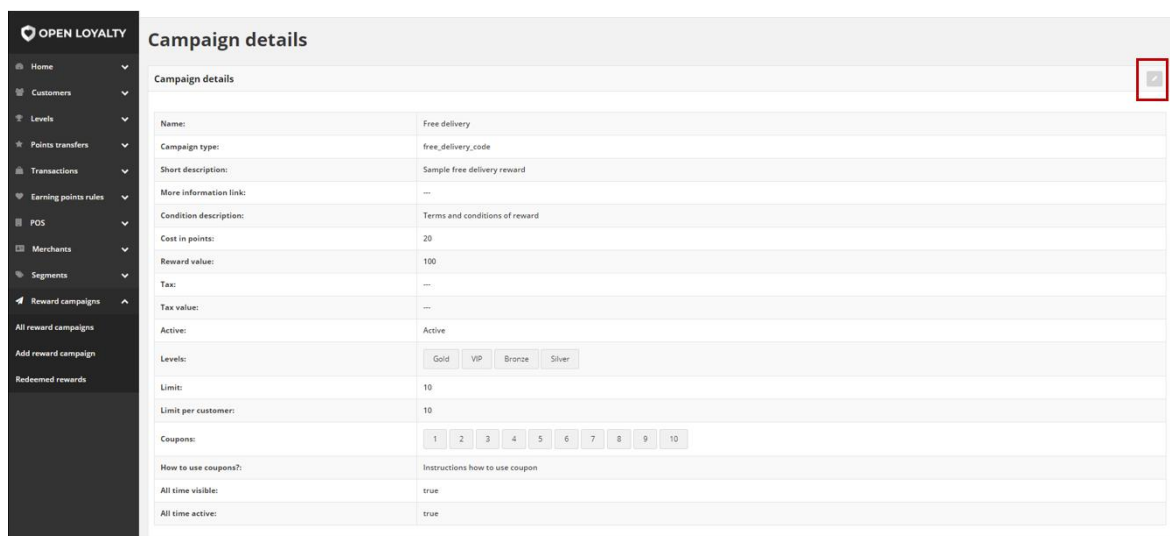 OPEN LOYALTY
Home
Customers
Levels
Points transfers
Transactions
Earning points rules
POS
Merchants
Segments
Reward campaigns
All reward campaigns
Add reward campaign
Redeemed rewards
Campaign details
Campaign details
Name: Free delivery
Campaign type: free_delivery_code
Short description: Sample free delivery reward
More information link: ---
Condition description: Terms and conditions of reward
Cost in points: 20
Reward value: 100
Tax: ---
Tax value: ---
Active: Active
Levels: Gold VIP Bronze Silver
Limit: 10
Limit per customer: 10
Coupons: 1 2 3 4 5 6 7 8 9 10
How to use coupons?: Instructions how to use coupon
All time visible: true
All time active: true